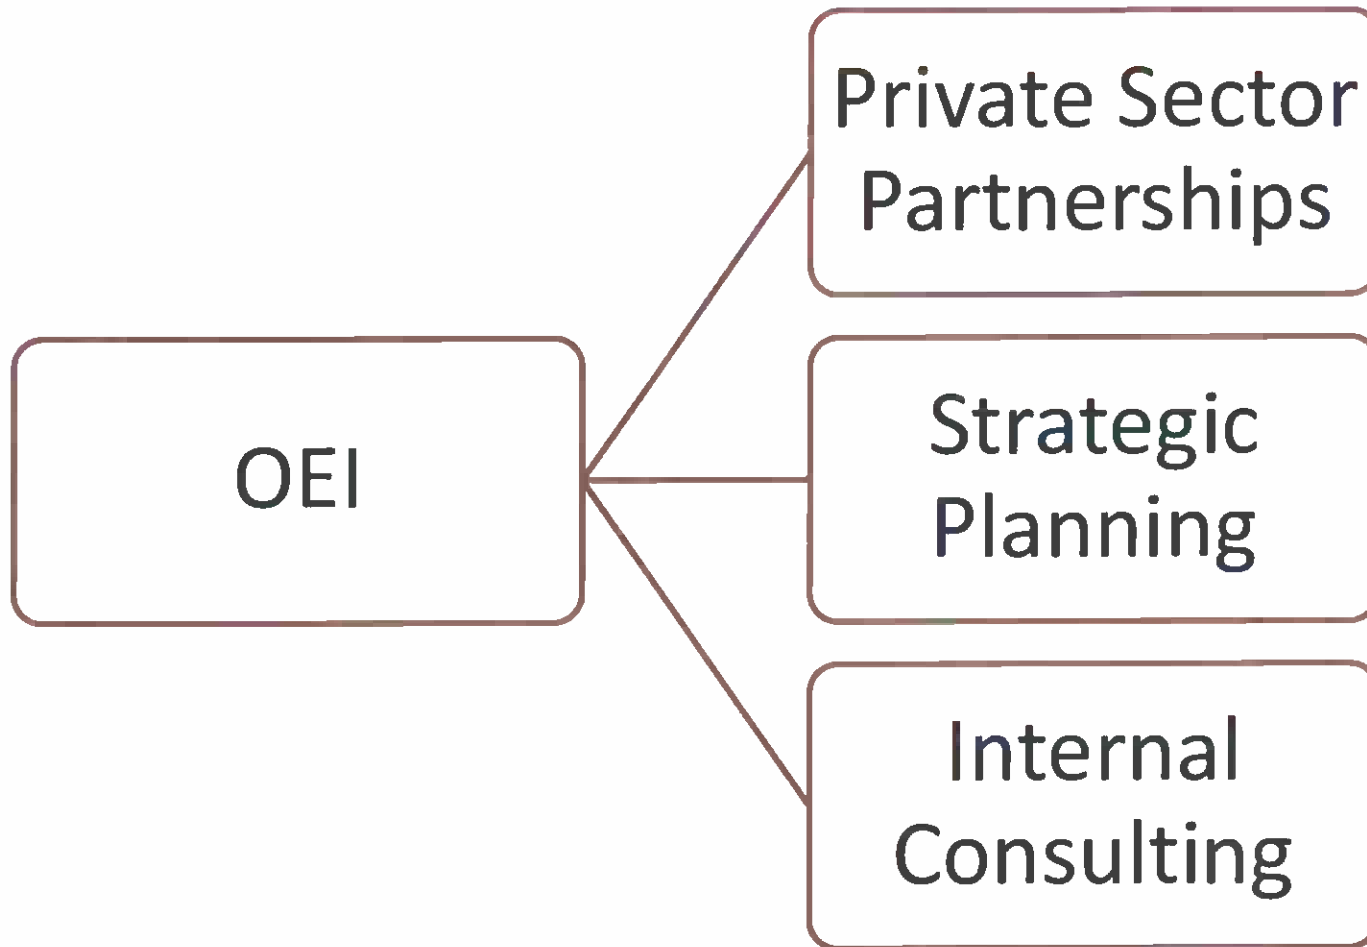 OEI
Private Sector
Partnerships
Strategic
Planning
Internal
Consulting